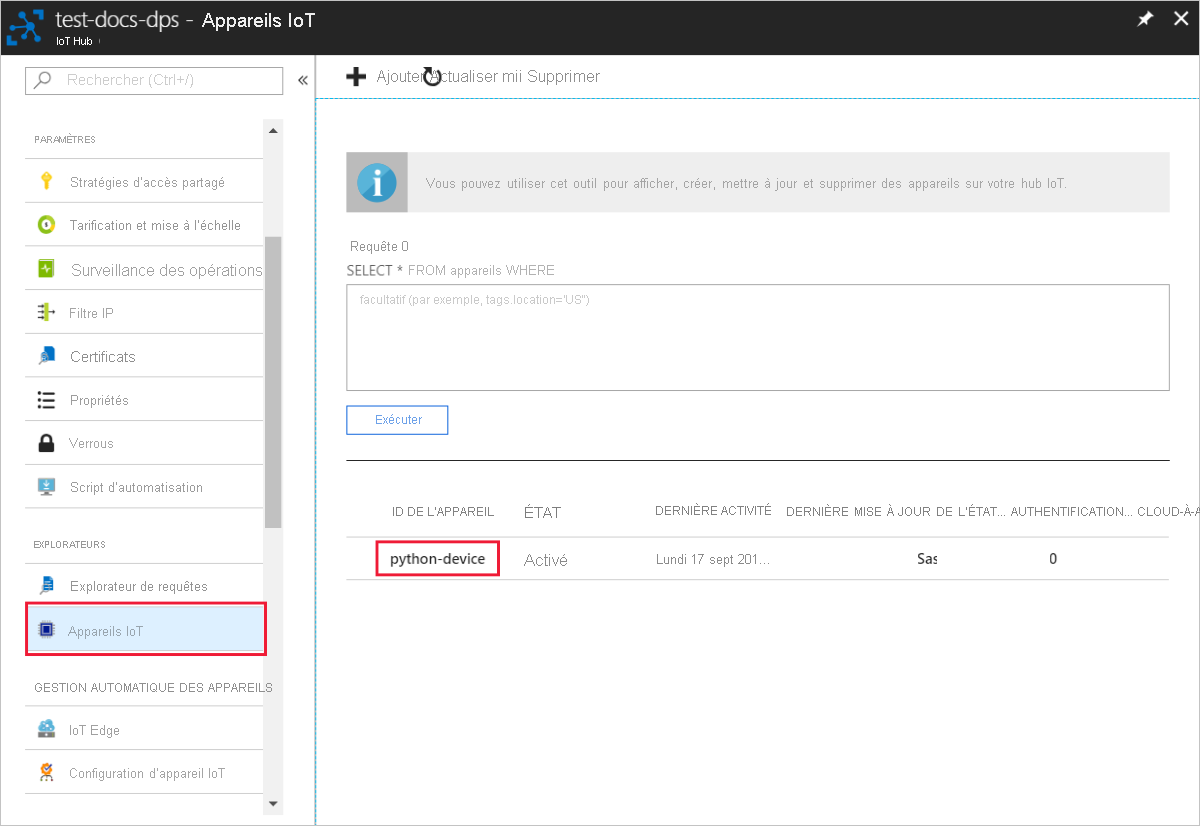 test-docs-dps - Appareils IoT
IoT Hub
Rechercher (Ctrl+/)
«
PARAMÈTRES
Stratégies d'accès partagé
Tarification et mise à l'échelle
Surveillance des opérations
Filtre IP
Certificats
Propriétés
Verrous
Script d'automatisation
EXPLORATEURS
Explorateur de requêtes
Appareils IoT
GESTION AUTOMATIQUE DES APPAREILS
IoT Edge
Configuration d'appareil IoT
Ajouter Actualiser mii Supprimer
Vous pouvez utiliser cet outil pour afficher, créer, mettre à jour et supprimer des appareils sur votre hub IoT.
Requête 0
SELECT * FROM appareils WHERE
facultatif (par exemple, tags.location='US")
Exécuter
ID DE L'APPAREIL ÉTAT DERNIÈRE ACTIVITÉ DERNIÈRE MISE À JOUR DE L'ÉTAT... AUTHENTIFICATION... CLOUD-À-A
python-device Activé Lundi 17 sept 201... Sas 0